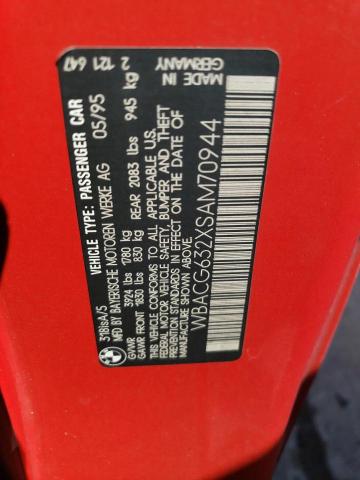 318isA/5 2 121 647
VEHICLE TYPE: PASSENGER CAR
BAYERISCHE MOTOREN WERKE AG 05/95
GVWR 3924 lbs 1780 kg
GAWR FRONT 1830 lbs 830 kg REAR 2083 lbs 945 kg
THIS VEHICLE CONFORMS TO ALL APPLICABLE U.S.
FEDERAL MOTOR VEHICLE SAFETY, BUMPER AND THEFT
PREVENTION STANDARDS IN EFFECT ON THE DATE OF
MANUFACTURE SHOWN ABOVE.
MADE IN
GERMANY
WBACG632XSAM70944